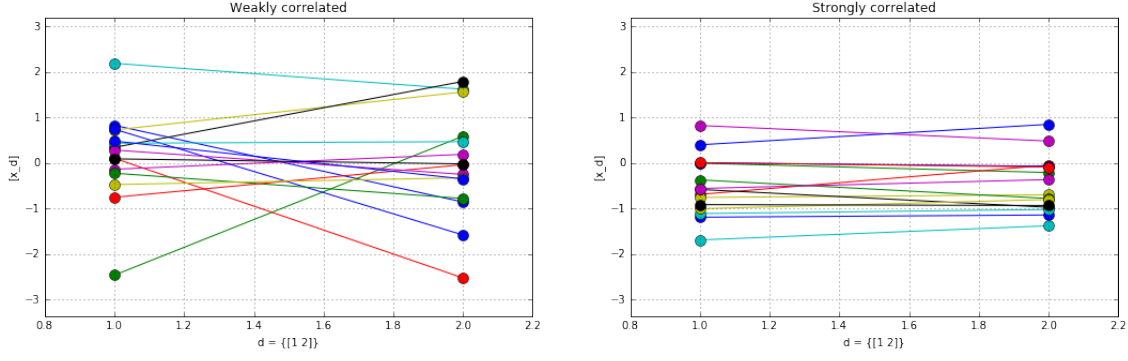 Weakly correlated
3
2
1
0
−1
−2
−3
[x_d]
0.8 1.0 1.2 1.4 1.6 1.8 2.0 2.2
d = {[1 2]}
Strongly correlated
3
2
1
0
−1
−2
−3
[x_d]
0.8 1.0 1.2 1.4 1.6 1.8 2.0 2.2
d = {[1 2]}